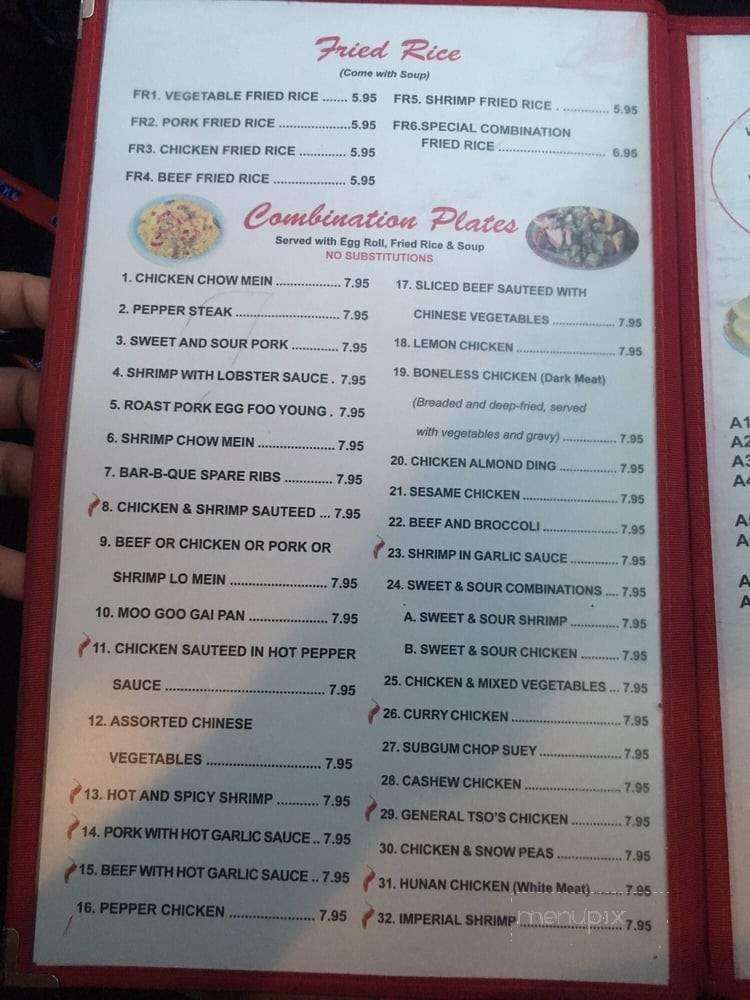 Fried Rice
(Come with Soup)
FR1. VEGETABLE FRIED RICE ....... 5.95
FR2. PORK FRIED RICE ....................5.95
FR3. CHICKEN FRIED RICE ............. 5.95
FR4. BEEF FRIED RICE .................... 5.95
FR5. SHRIMP FRIED RICE . ............. 5.95
FR6.SPECIAL COMBINATION
FRIED RICE ................................ 6.95
Combination Plates
Served with Egg Roll, Fried Rice & Soup
NO SUBSTITUTIONS
1. CHICKEN CHOW MEIN .................. 7.95
2. PEPPER STEAK ............................. 7.95
3. SWEET AND SOUR PORK ............. 7.95
4. SHRIMP WITH LOBSTER SAUCE . 7.95
5. ROAST PORK EGG FOO YOUNG . 7.95
6. SHRIMP CHOW MEIN ..................... 7.95
7. BAR-B-QUE SPARE RIBS ............. 7.95
8. CHICKEN & SHRIMP SAUTEED ... 7.95
9. BEEF OR CHICKEN OR PORK OR
SHRIMP LO MEIN ........................... 7.95
10. MOO GOO GAI PAN ...................... 7.95
11. CHICKEN SAUTEED IN HOT PEPPER
SAUCE ......................................... 7.95
12. ASSORTED CHINESE
VEGETABLES .............................. 7.95
13. HOT AND SPICY SHRIMP ........... 7.95
14. PORK WITH HOT GARLIC SAUCE .. 7.95
15. BEEF WITH HOT GARLIC SAUCE .. 7.95
16. PEPPER CHICKEN ...................... 7.95
17. SLICED BEEF SAUTEED WITH
CHINESE VEGETABLES .................. 7.95
18. LEMON CHICKEN ............................. 7.95
19. BONELESS CHICKEN (Dark Meat)
(Breaded and deep-fried, served
with vegetables and gravy) ............... 7.95
20. CHICKEN ALMOND DING ................ 7.95
21. SESAME CHICKEN ........................... 7.95
22. BEEF AND BROCCOLI ..................... 7.95
23. SHRIMP IN GARLIC SAUCE .............. 7.95
24. SWEET & SOUR COMBINATIONS .... 7.95
A. SWEET & SOUR SHRIMP .............. 7.95
B. SWEET & SOUR CHICKEN ........... 7.95
25. CHICKEN & MIXED VEGETABLES ... 7.95
26. CURRY CHICKEN .............................. 7.95
27. SUBGUM CHOP SUEY ...................... 7.95
28. CASHEW CHICKEN .......................... 7.95
29. GENERAL TSO'S CHICKEN .............. 7.95
30. CHICKEN & SNOW PEAS .................. 7.95
31. HUNAN CHICKEN (White Meat) ........ 7.95
32. IMPERIAL SHRIMP ............................ 7.95
menupix
A1
A2
A3
A4